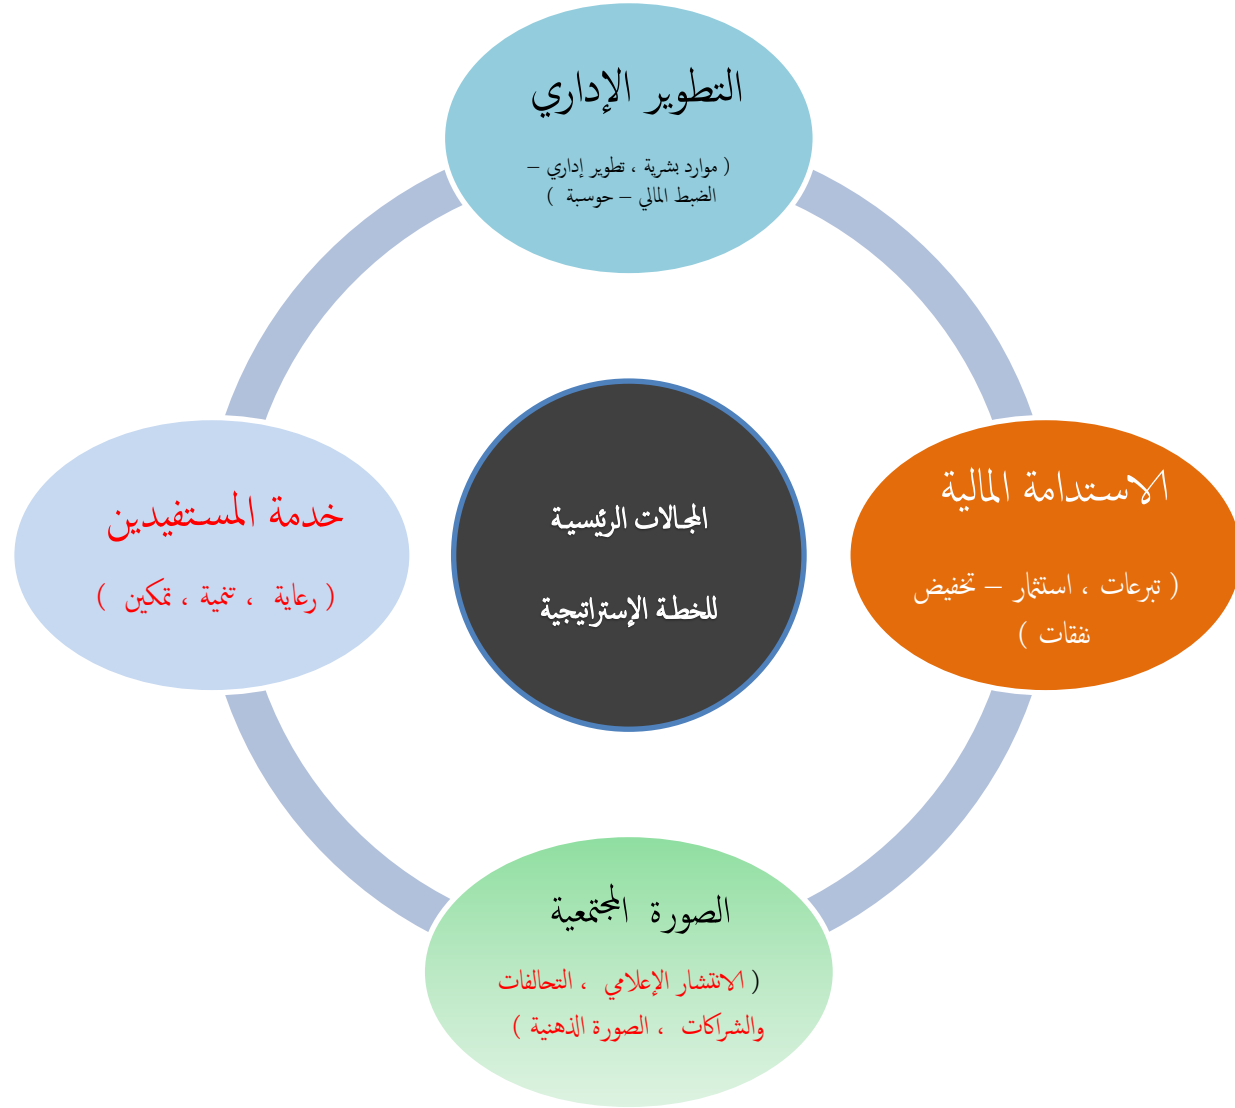 التطوير الإداري
( موارد بشرية ، تطوير إداري –
الضبط المالي – حوسبة )
الاستدامة المالية
( تبرعات ، استثمار – تخفيض
نفقات )
المجالات الرئيسية
للخطة الإستراتيجية
خدمة المستفيدين
( رعاية ، تنمية ، تمكين )
الصورة المجتمعية
( الانتشار الإعلامي ، التحالفات
والشراكات ، الصورة الذهنية )